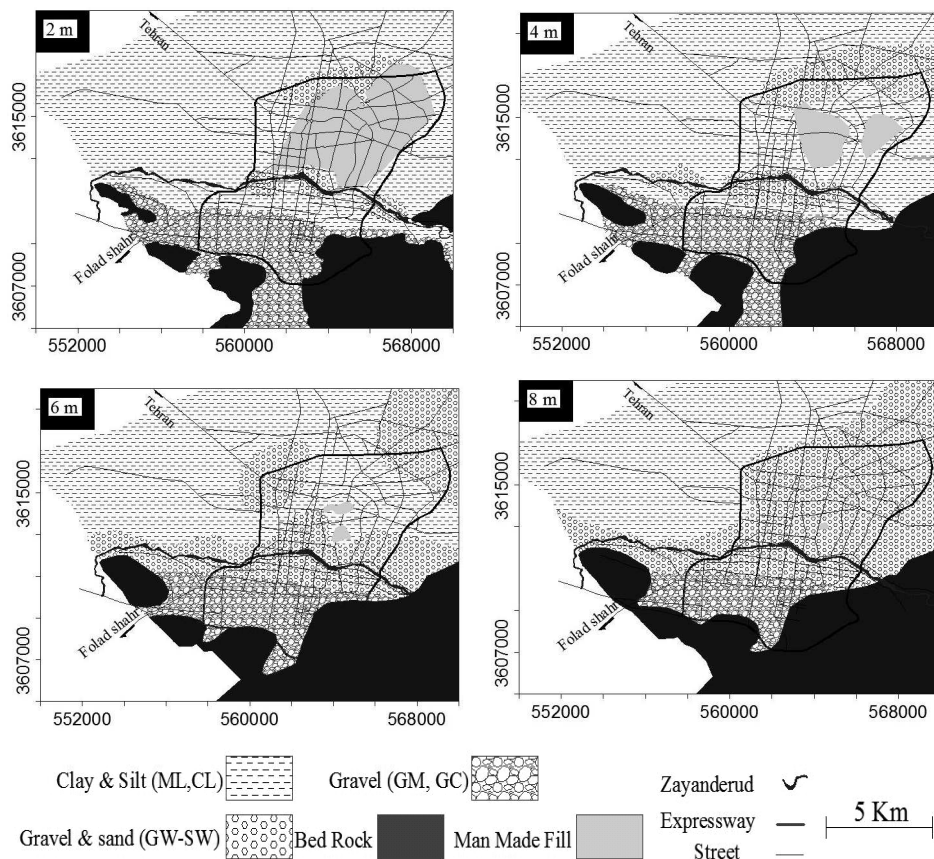 2 m
Tehran
3615000
3607000
Folad shahr
552000 560000 568000
4 m
Tehran
3615000
3607000
Folad shahr
552000 560000 568000
6 m
Tehran
3615000
3607000
Folad shahr
552000 560000 568000
8 m
Tehran
3615000
3607000
Folad shahr
552000 560000 568000
Clay & Silt (ML,CL) Gravel (GM, GC) Zayanderud
Gravel & sand (GW-SW) Bed Rock Man Made Fill Expressway 5 Km
Street